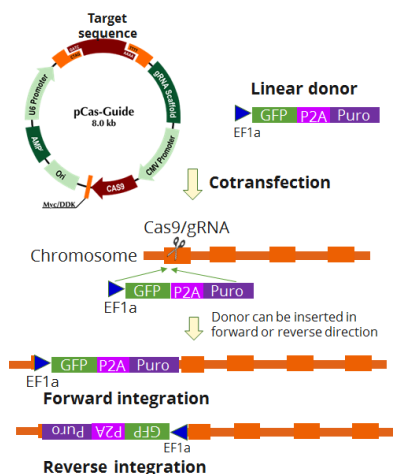 Target
sequence
U6 Promoter
gRNA Scaffold
pCas-Guide
8.0 kb
AMP
CMV Promoter
Ori
CAS9
Myc/DDK
Linear donor
GFP P2A Puro
EF1a
Cotransfection
Cas9/gRNA
Chromosome
GFP P2A Puro
EF1a
Donor can be inserted in
forward or reverse direction
GFP P2A Puro
EF1a
Forward integration
Puro P2A GFP
EF1a
Reverse integration